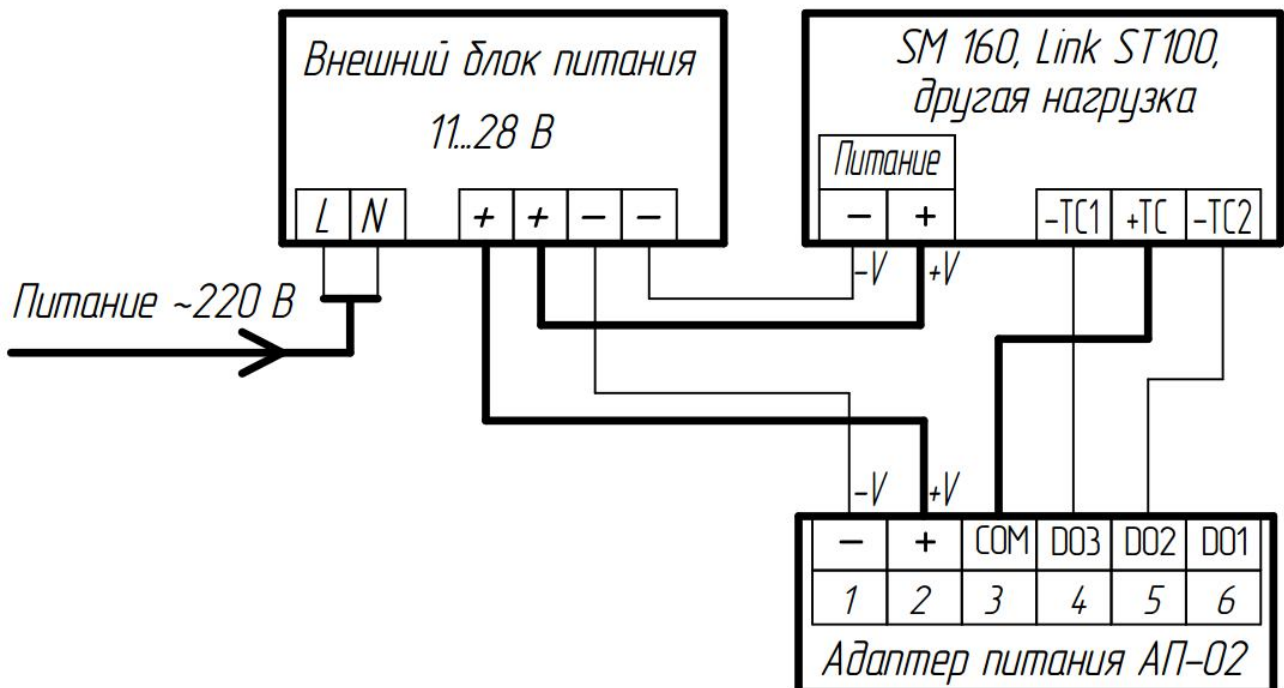 Внешний блок питания
11...28 В
L N + + – –
SM 160, Link ST100,
другая нагрузка
Питание
– + –TC1 +TC –TC2
–V +V
Питание ~220 В
–V +V
– + COM DO3 DO2 DO1
1 2 3 4 5 6
Адаптер питания АП-02